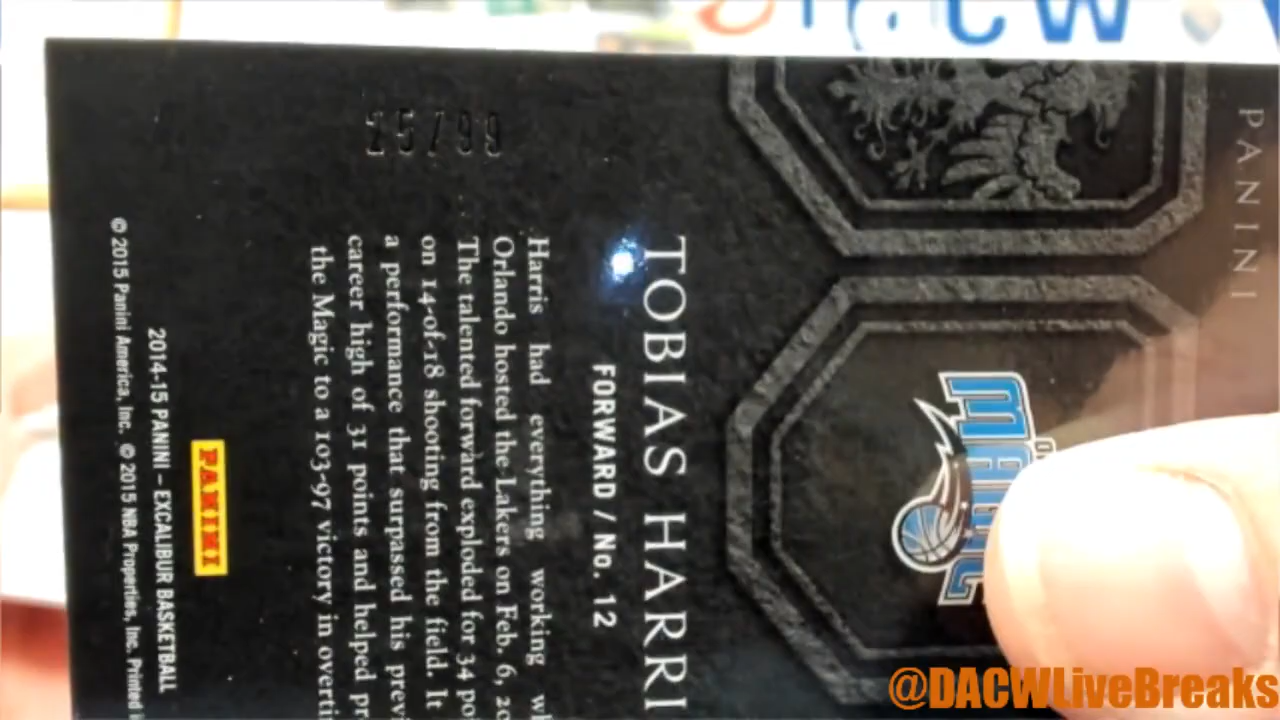 DACW
PANINI
MAGIC
TOBIAS HARRI
FORWARD / No. 12
Harris had everything working
Orlando hosted the Lakers on Feb. 6,
The talented forward exploded for 34
on 14-of-18 shooting from the field. It
a performance that surpassed his
career high of 31 points and helped
the Magic to a 103-97 victory in
25/99
PANINI
2014-15 PANINI – EXCALIBUR BASKETBALL
© 2015 Panini America, Inc. © 2015 NBA Properties, Inc. Printed
@DACWLiveBreaks